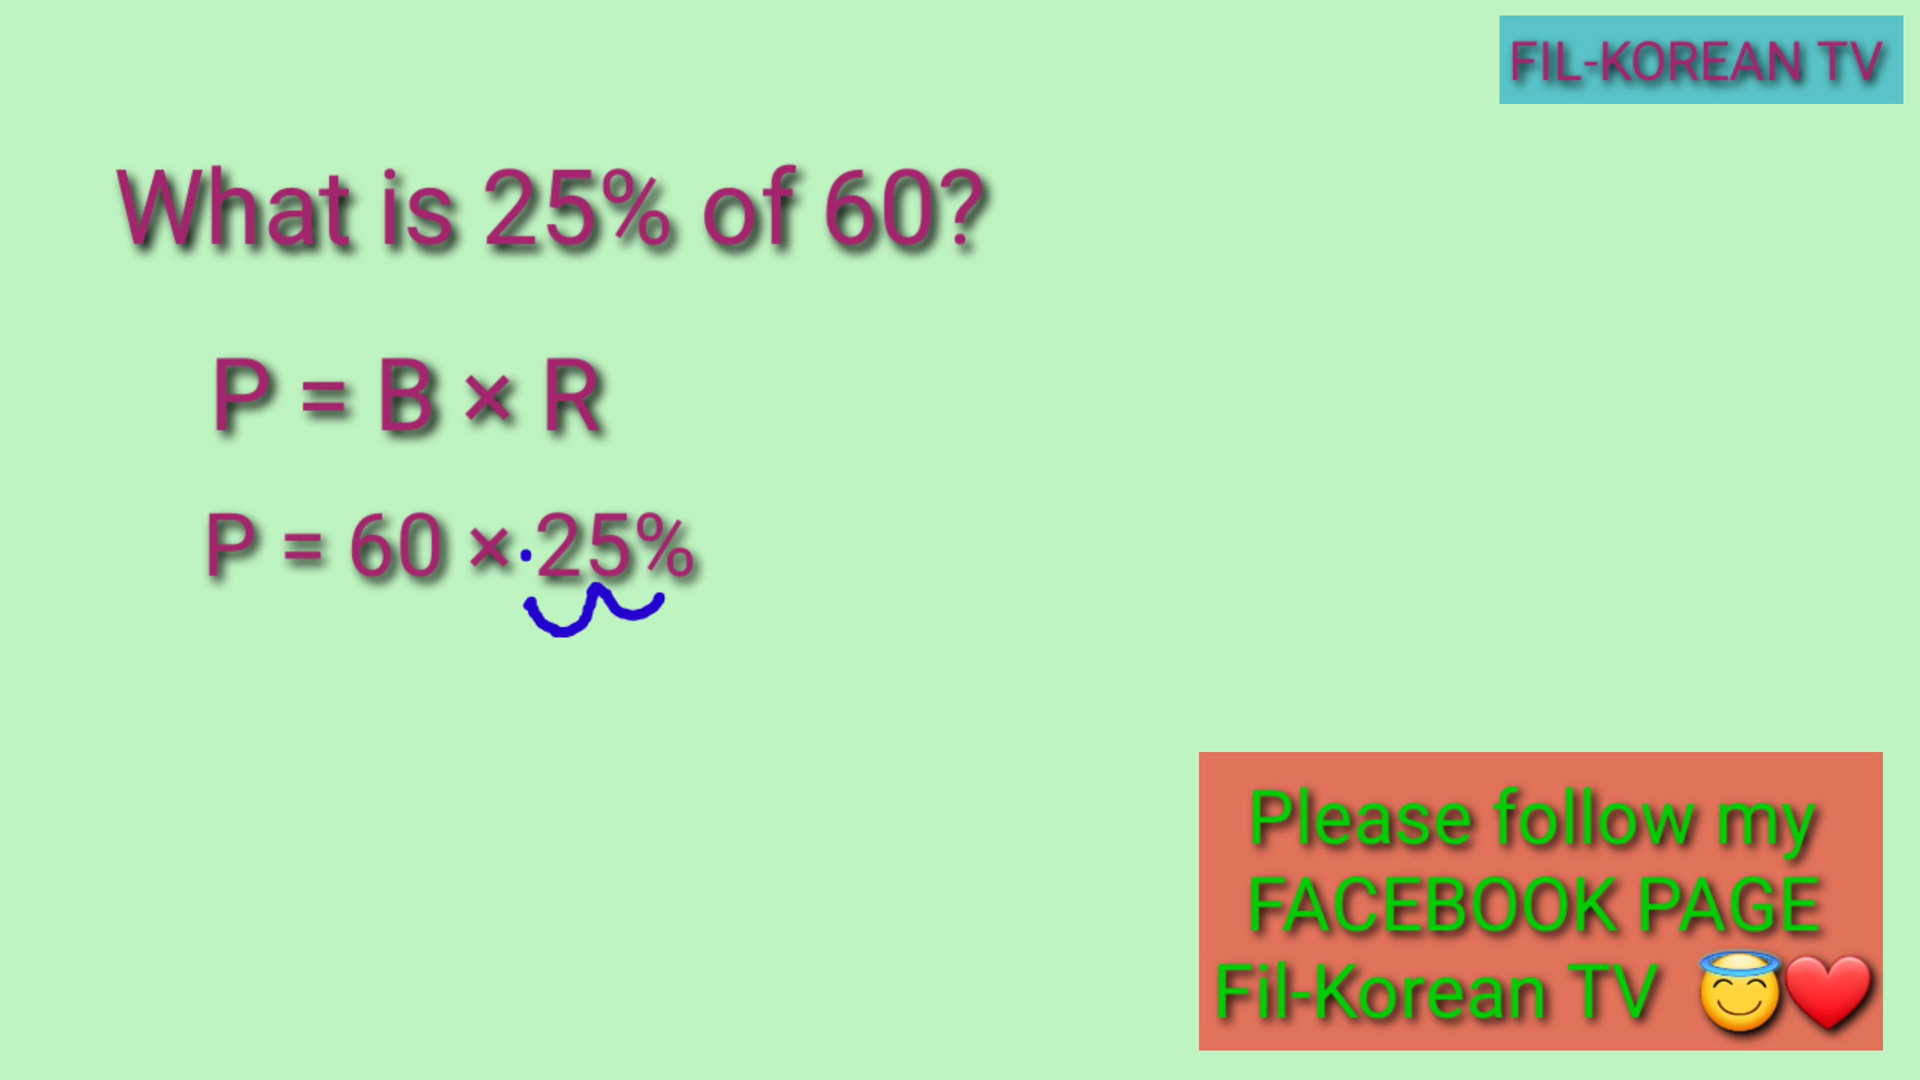 FIL-KOREAN TV
What is 25% of 60?
P = B × R
P = 60 × .25%
Please follow my
FACEBOOK PAGE
Fil-Korean TV 😇❤️